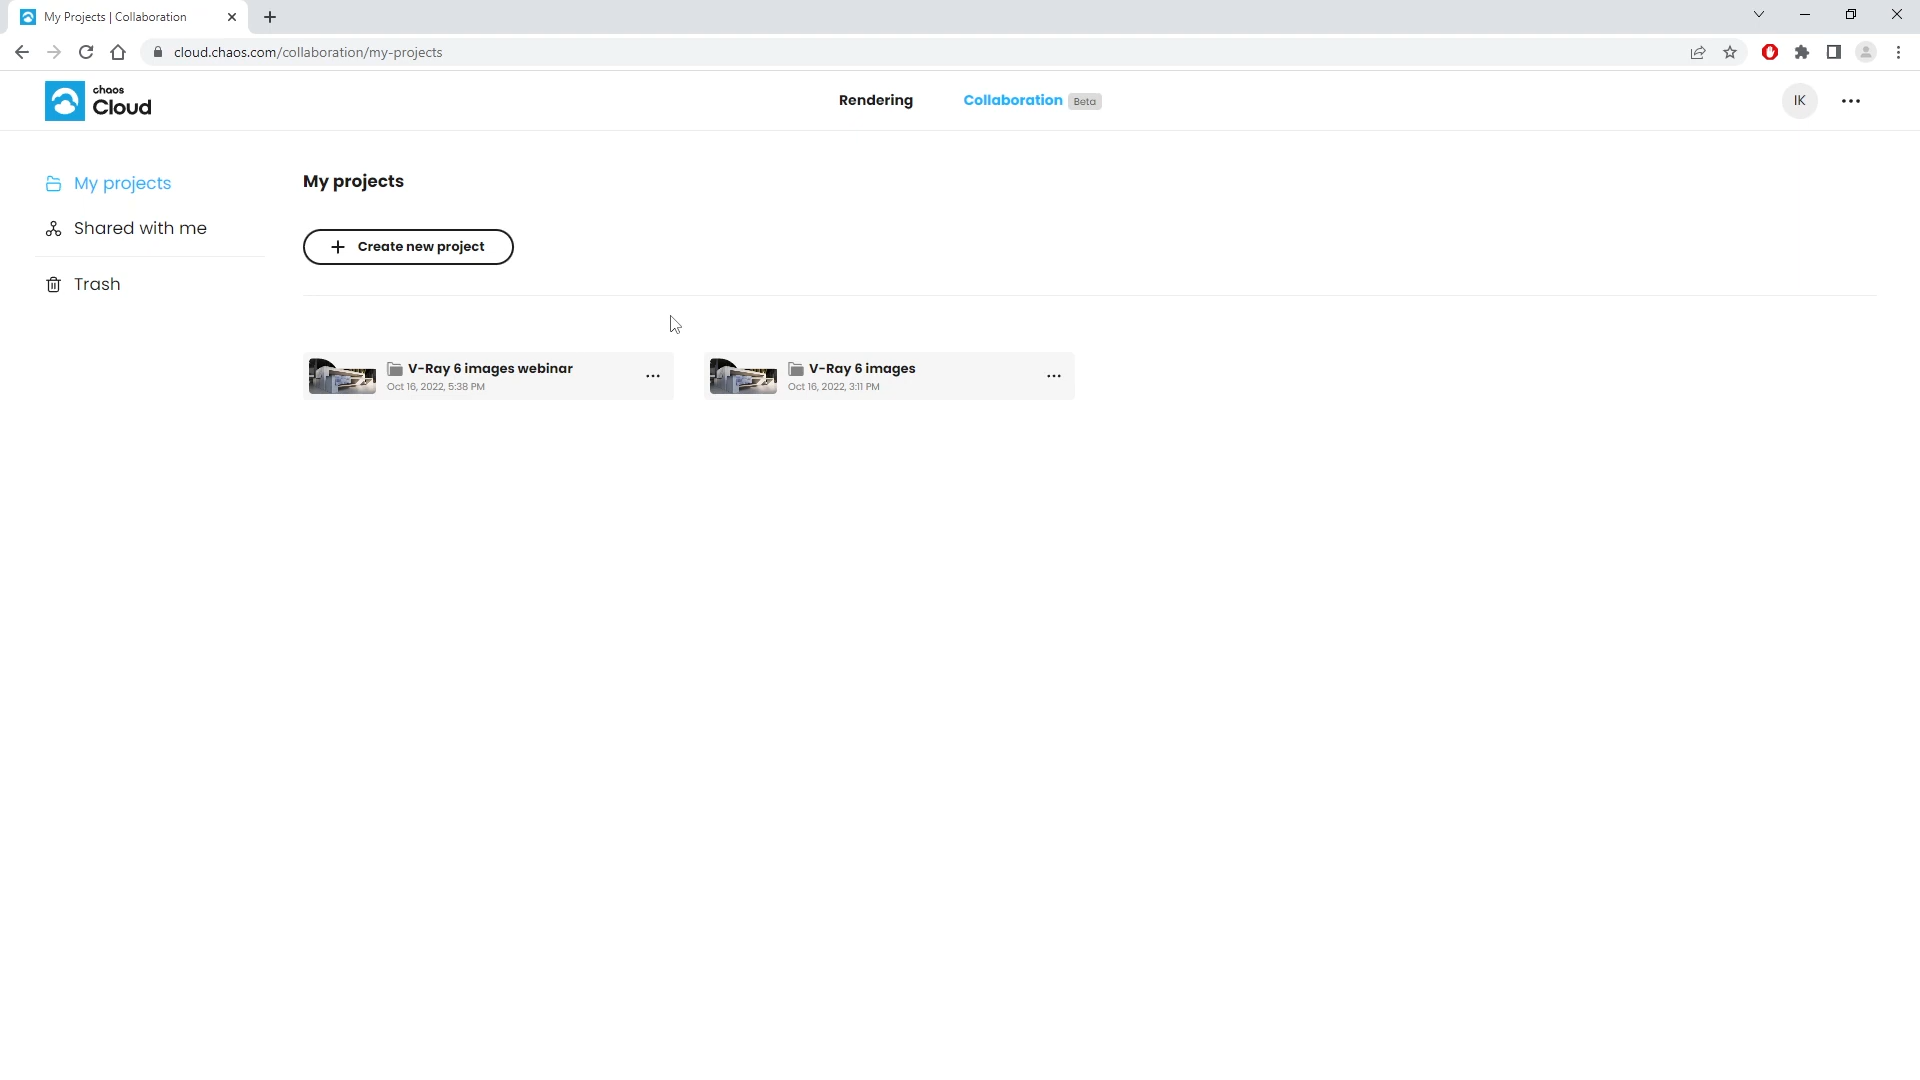 My Projects | Collaboration
cloud.chaos.com/collaboration/my-projects
chaos
Cloud
Rendering
Collaboration Beta
IK
My projects
Shared with me
Trash
My projects
Create new project
V-Ray 6 images webinar
Oct 16, 2022, 5:38 PM
V-Ray 6 images
Oct 16, 2022, 3:11 PM